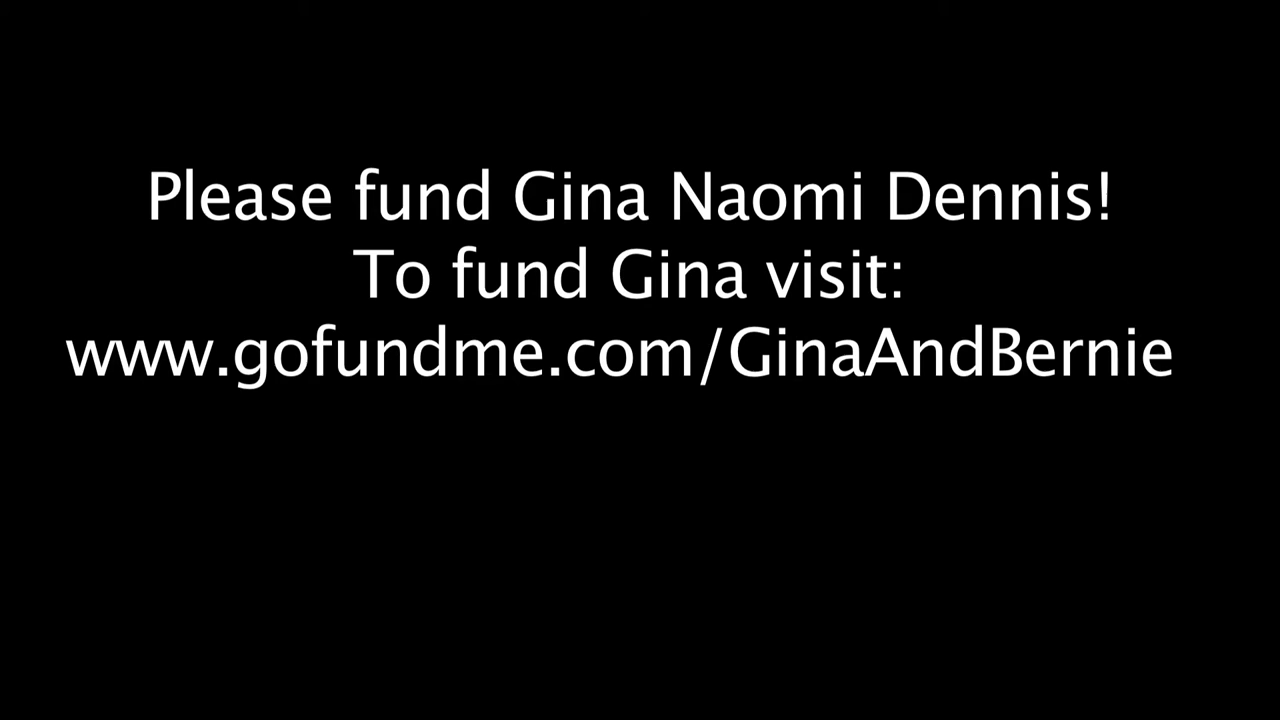 Please fund Gina Naomi Dennis!
To fund Gina visit:
www.gofundme.com/GinaAndBernie